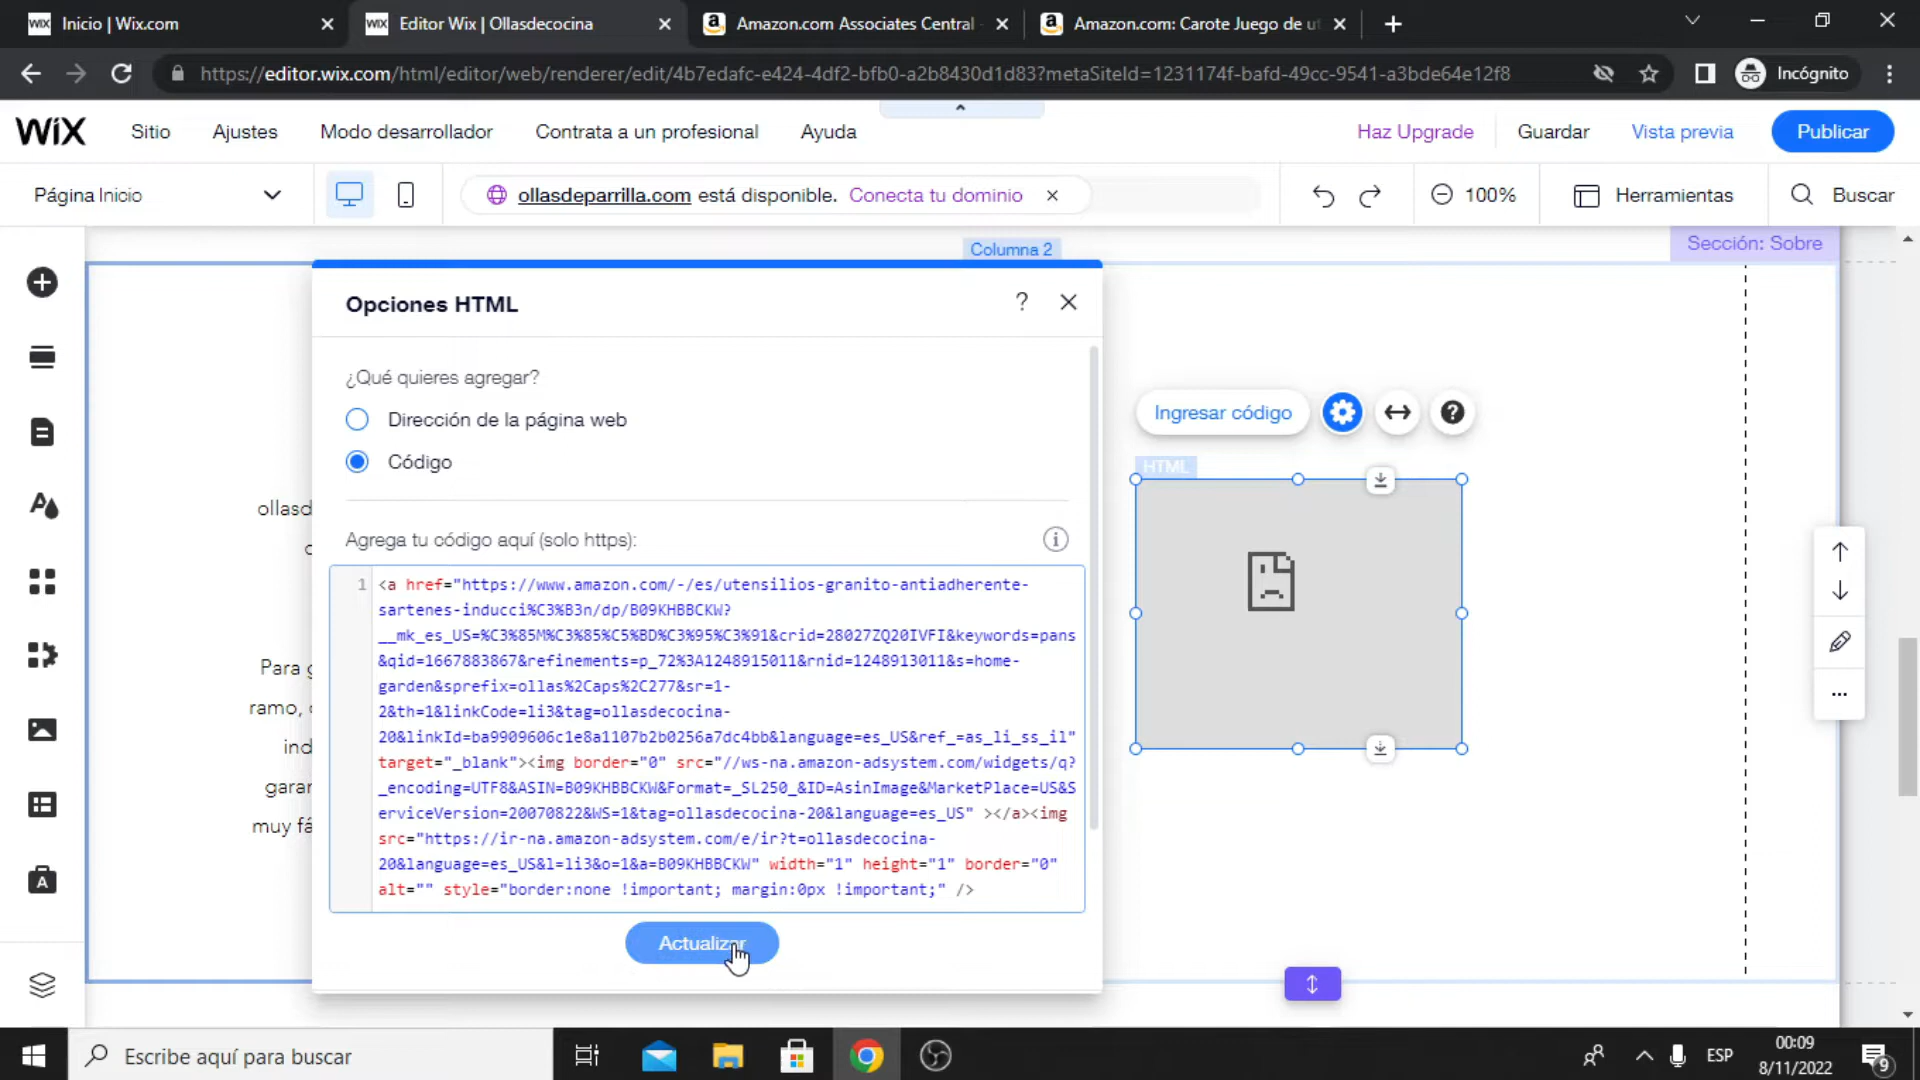 Inicio | Wix.com
Editor Wix | Ollasdecocina
Amazon.com Associates Central
Amazon.com: Carote Juego de ut
https://editor.wix.com/html/editor/web/renderer/edit/4b7edafc-e424-4df2-bfb0-a2b8430d1d83?metaSiteId=1231174f-bafd-49cc-9541-a3bde64e12f8
Incógnito
WiX Sitio Ajustes Modo desarrollador Contrata a un profesional Ayuda Haz Upgrade Guardar Vista previa Publicar
Página Inicio
ollasdeparrilla.com está disponible. Conecta tu dominio
100% Herramientas Buscar
Columna 2
Sección: Sobre
Opciones HTML
?
¿Qué quieres agregar?
Dirección de la página web
Código
Agrega tu código aquí (solo https):
1 <a href="https://www.amazon.com/-/es/utensilios-granito-antiadherente-
sartenes-inducci%C3%B3n/dp/B09KHBBCKW?
__mk_es_US=%C3%85M%C3%85%C5%BD%C3%95%C3%91&crid=28027ZQ20IVFI&keywords=pans
&qid=1667883867&refinements=p_72%3A1248915011&rnid=1248913011&s=home-
garden&sprefix=ollas%2Caps%2C277&sr=1-
2&th=1&linkCode=li3&tag=ollasdecocina-
20&linkId=ba9909606c1e8a1107b2b0256a7dc4bb&language=es_US&ref_=as_li_ss_il"
target="_blank"><img border="0" src="//ws-na.amazon-adsystem.com/widgets/q?
_encoding=UTF8&ASIN=B09KHBBCKW&Format=_SL250_&ID=AsinImage&MarketPlace=US&S
erviceVersion=20070822&WS=1&tag=ollasdecocina-20&language=es_US" ></a><img
src="https://ir-na.amazon-adsystem.com/e/ir?t=ollasdecocina-
20&language=es_US&l=li3&o=1&a=B09KHBBCKW" width="1" height="1" border="0"
alt="" style="border:none !important; margin:0px !important;" />
Actualizar
ollasd
Para g
ramo,
ind
garan
muy fá
Ingresar código
?
HTML
Escribe aquí para buscar
ESP
00:09
8/11/2022
9